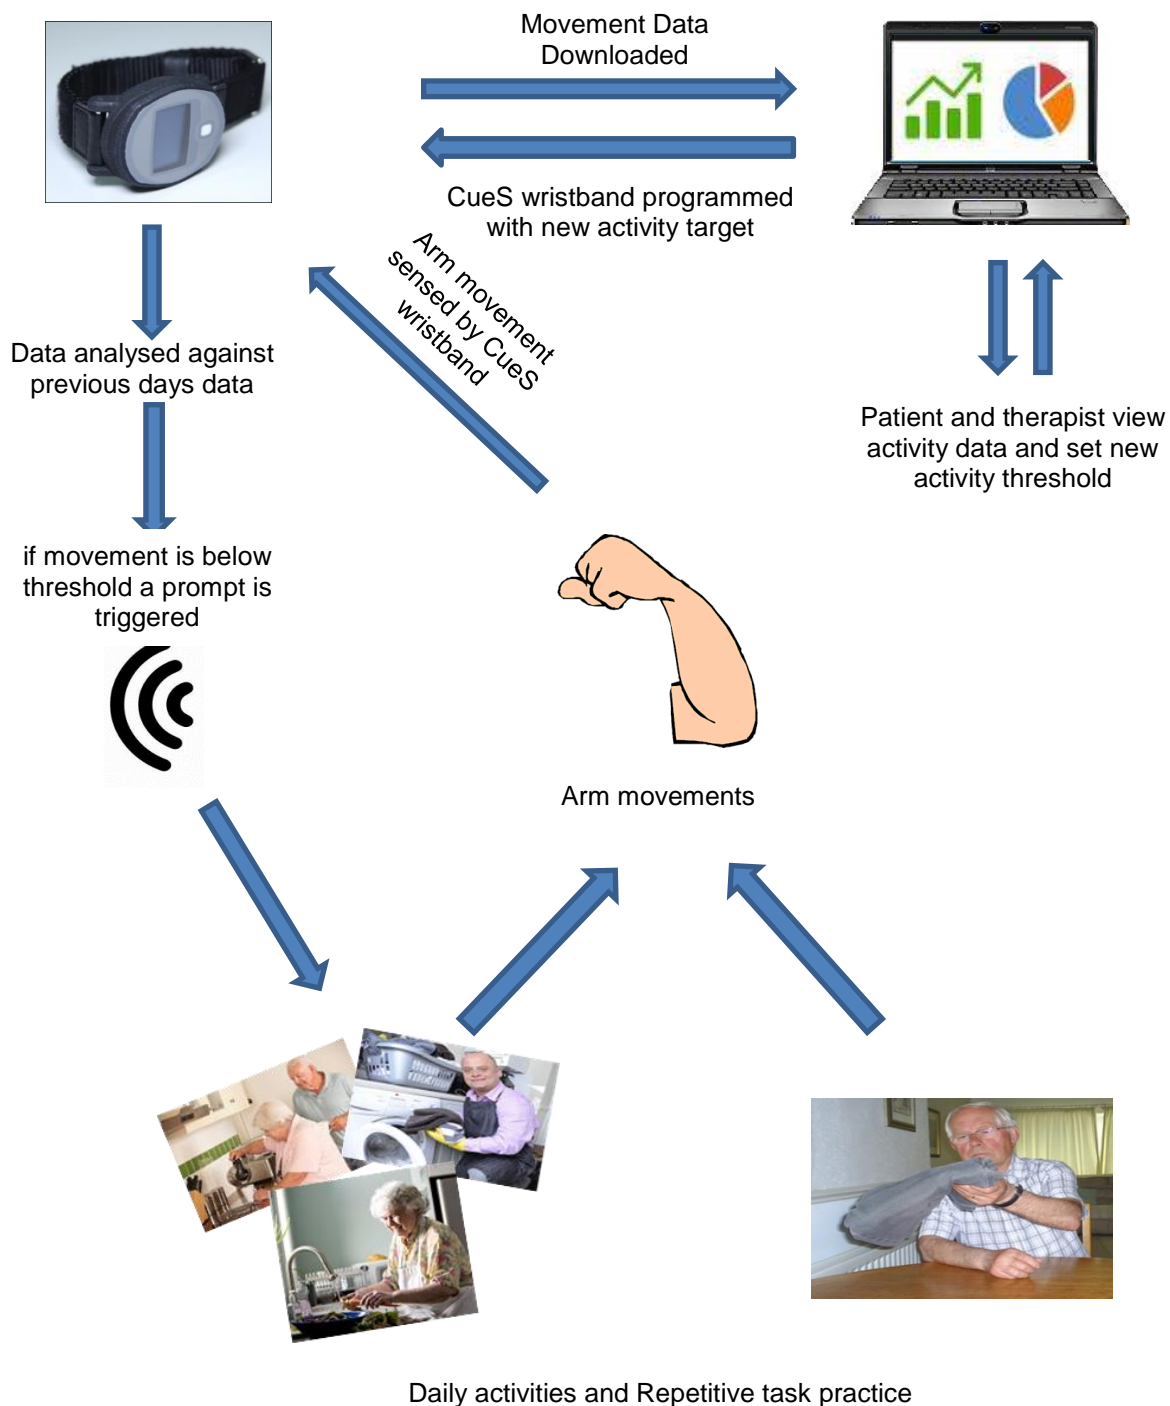 Movement Data
Downloaded
CueS wristband programmed
with new activity target
Arm movement
sensed by CueS
wristband
Data analysed against
previous days data
Patient and therapist view
activity data and set new
activity threshold
if movement is below
threshold a prompt is
triggered
Arm movements
Daily activities and Repetitive task practice